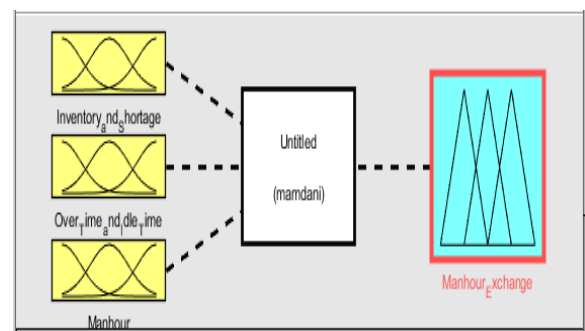 Inventory_and_Shortage
Untitled
(mamdani)
Over_Time_and_Idle_Time
Manhour_Exchange
Manhour